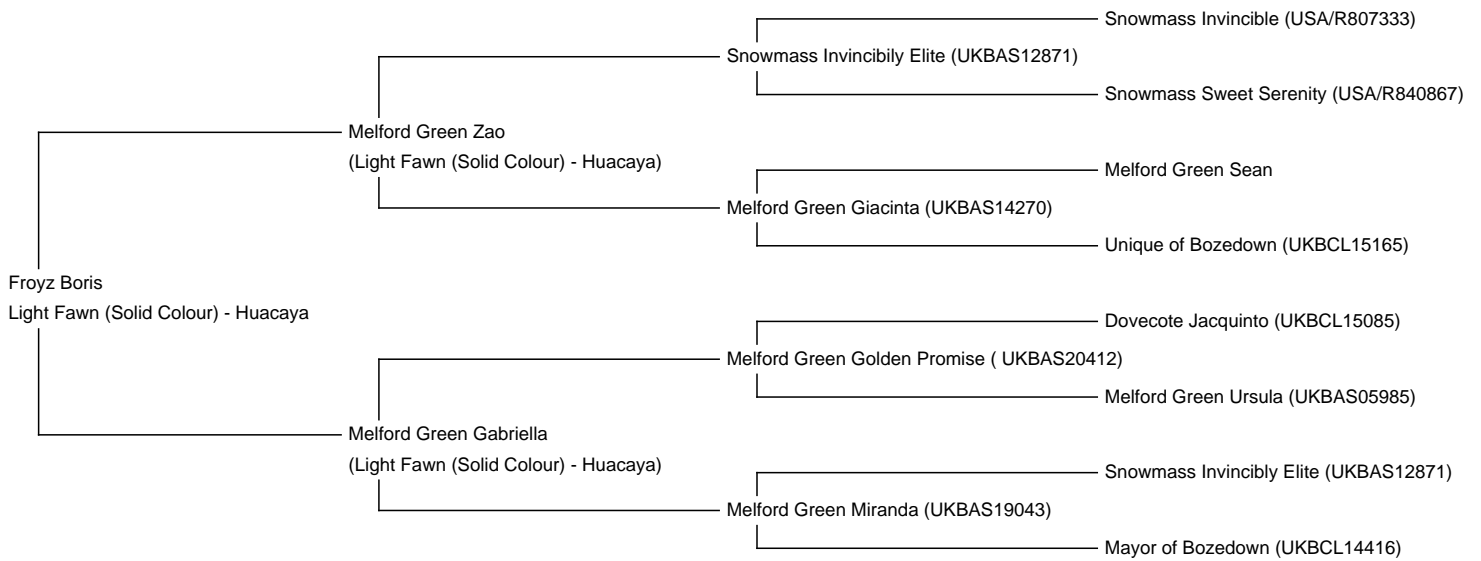 Snowmass Invincible (USA/R807333)
Snowmass Invincibily Elite (UKBAS12871)
Snowmass Sweet Serenity (USA/R840867)
Melford Green Zao
(Light Fawn (Solid Colour) - Huacaya)
Melford Green Sean
Melford Green Giacinta (UKBAS14270)
Unique of Bozedown (UKBCL15165)
Froyz Boris
Light Fawn (Solid Colour) - Huacaya
Dovecote Jacquinto (UKBCL15085)
Melford Green Golden Promise ( UKBAS20412)
Melford Green Ursula (UKBAS05985)
Melford Green Gabriella
(Light Fawn (Solid Colour) - Huacaya)
Snowmass Invincibly Elite (UKBAS12871)
Melford Green Miranda (UKBAS19043)
Mayor of Bozedown (UKBCL14416)